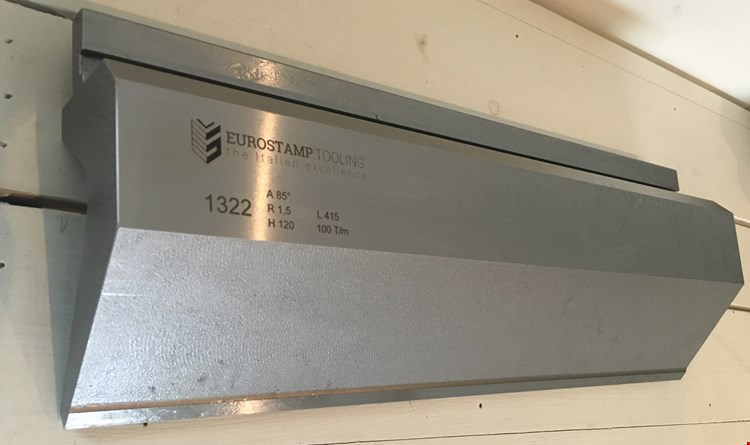 EUROSTAMP TOOLING
the Italian excellence
1322
A 85°
R 1,5 L 415
H 120 100 T/m